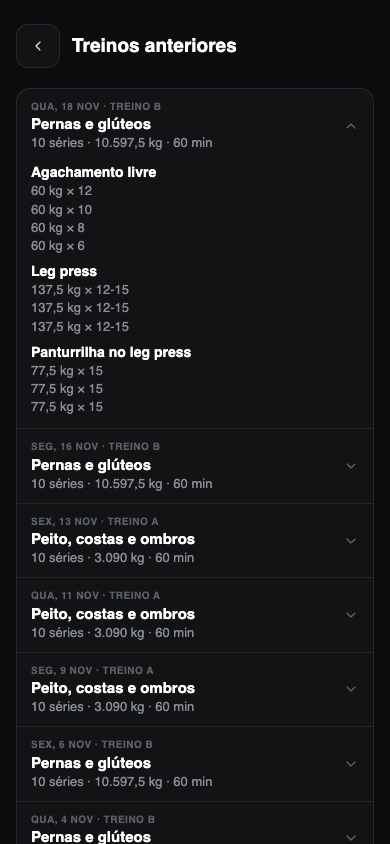 Treinos anteriores
QUA, 18 NOV · TREINO B
Pernas e glúteos
10 séries · 10.597,5 kg · 60 min
Agachamento livre
60 kg × 12
60 kg × 10
60 kg × 8
60 kg × 6
Leg press
137,5 kg × 12-15
137,5 kg × 12-15
137,5 kg × 12-15
Panturrilha no leg press
77,5 kg × 15
77,5 kg × 15
77,5 kg × 15
SEG, 16 NOV · TREINO B
Pernas e glúteos
10 séries · 10.597,5 kg · 60 min
SEX, 13 NOV · TREINO A
Peito, costas e ombros
10 séries · 3.090 kg · 60 min
QUA, 11 NOV · TREINO A
Peito, costas e ombros
10 séries · 3.090 kg · 60 min
SEG, 9 NOV · TREINO A
Peito, costas e ombros
10 séries · 3.090 kg · 60 min
SEX, 6 NOV · TREINO B
Pernas e glúteos
10 séries · 10.597,5 kg · 60 min
QUA, 4 NOV · TREINO B
Pernas e glúteos